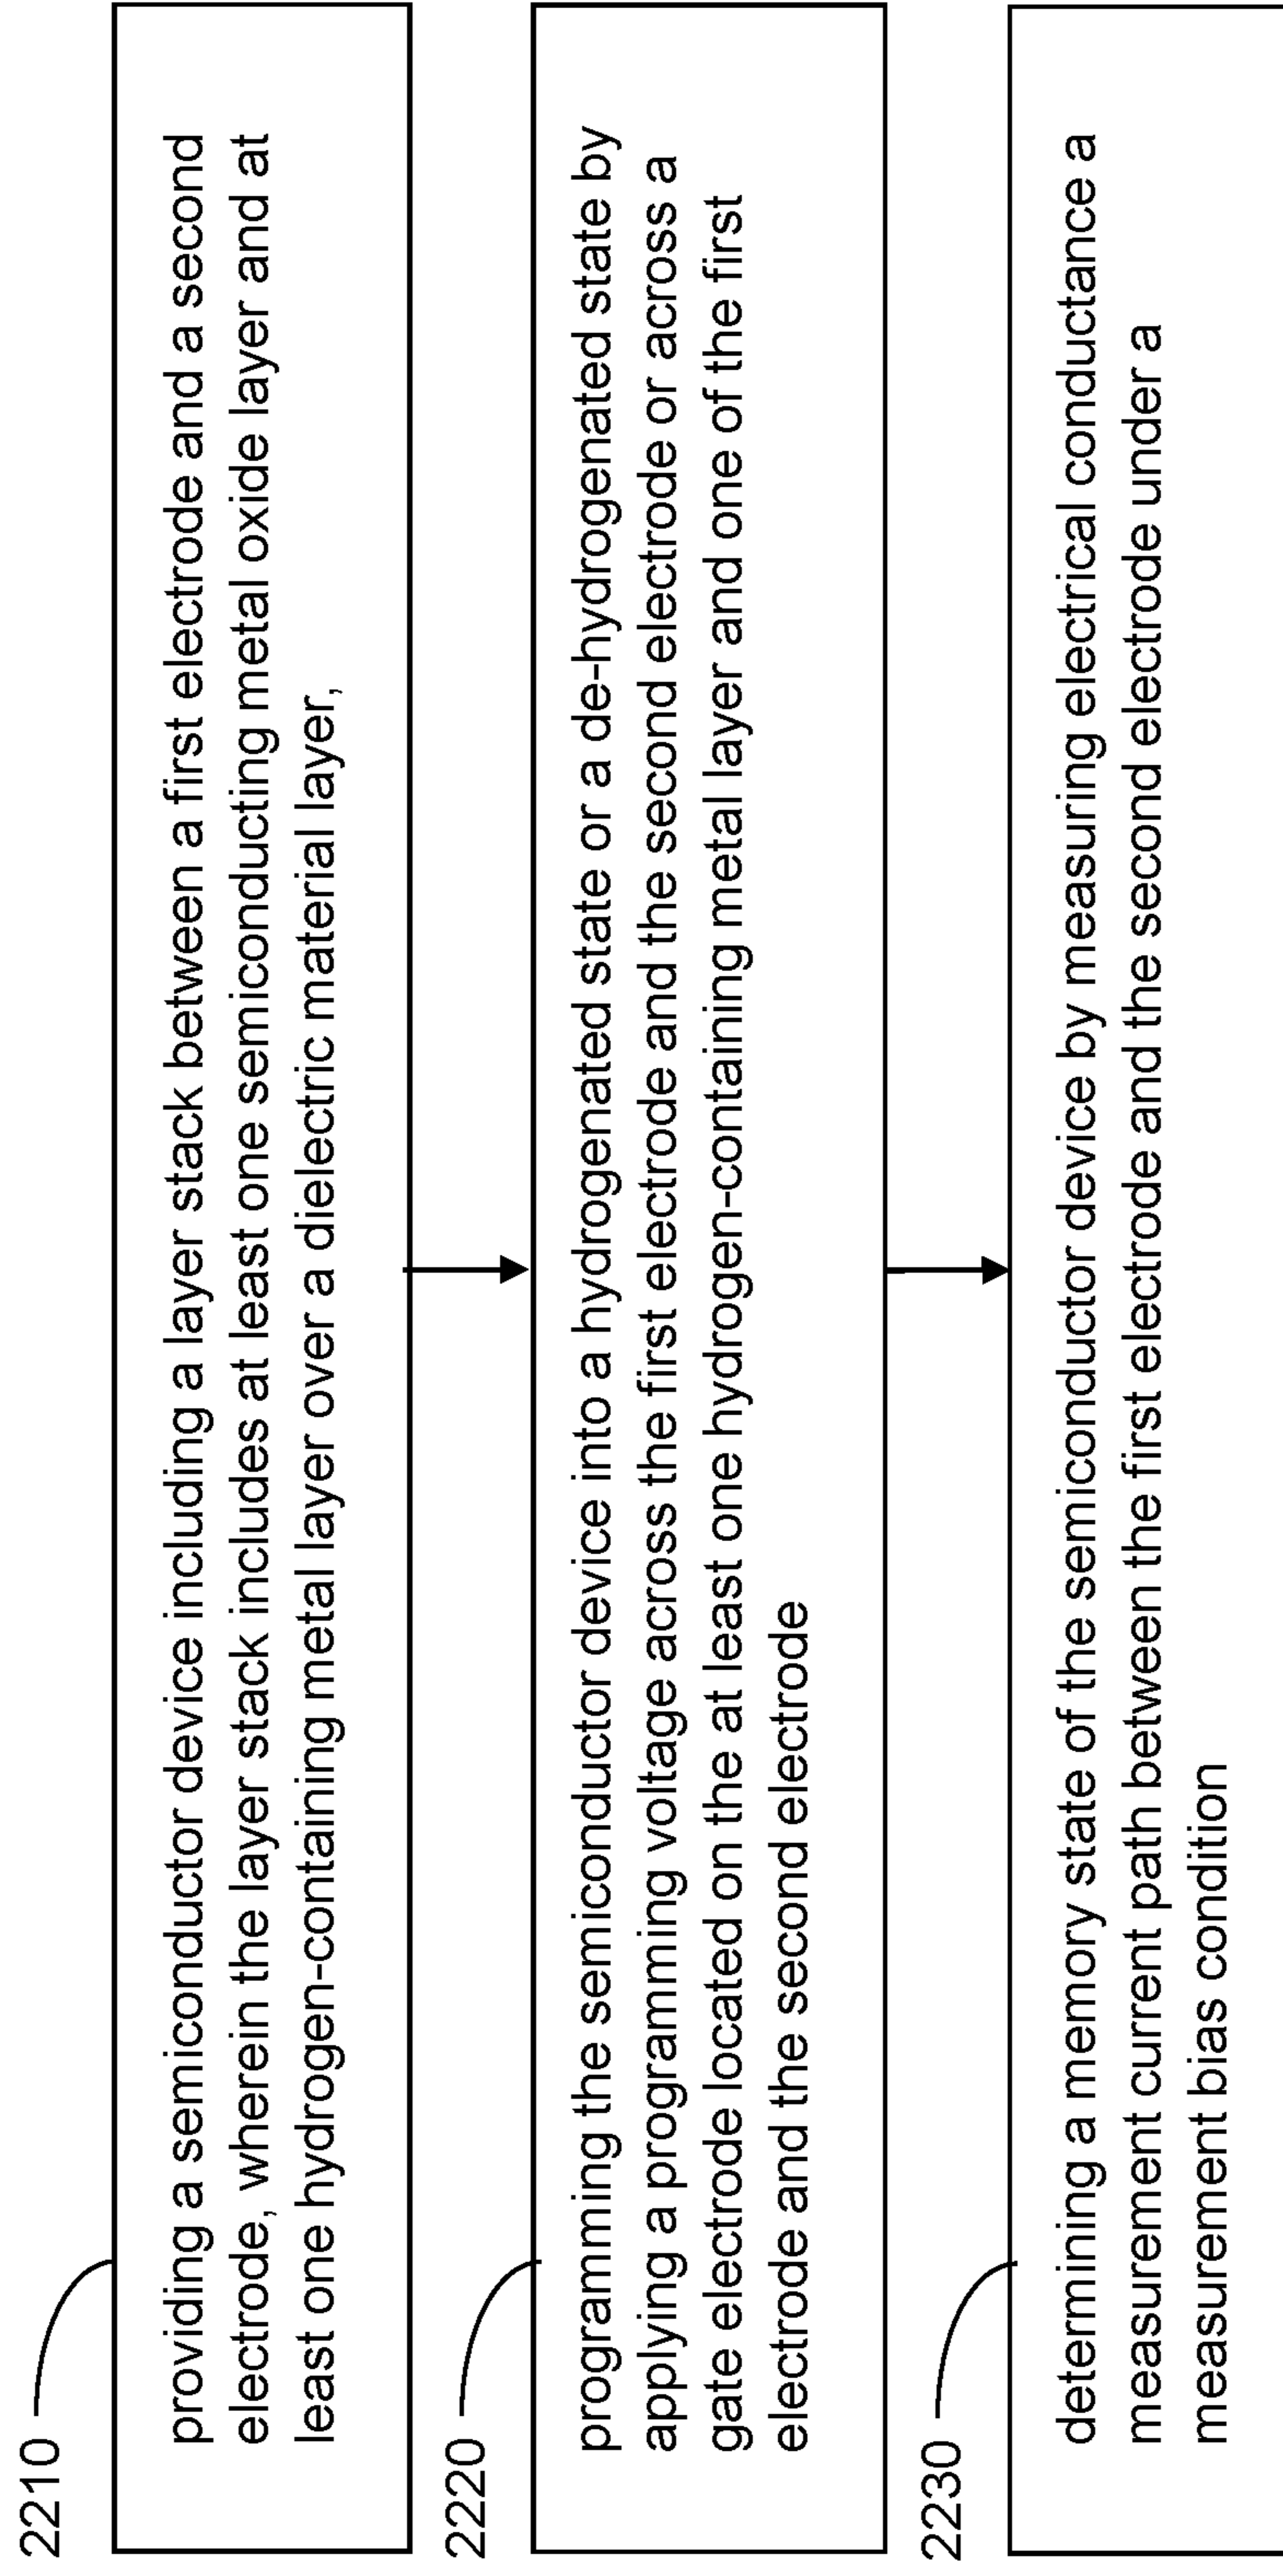 2210
providing a semiconductor device including a layer stack between a first electrode and a second
electrode, wherein the layer stack includes at least one semiconducting metal oxide layer and at
least one hydrogen-containing metal layer over a dielectric material layer,
2220
programming the semiconductor device into a hydrogenated state or a de-hydrogenated state by
applying a programming voltage across the first electrode and the second electrode or across a
gate electrode located on the at least one hydrogen-containing metal layer and one of the first
electrode and the second electrode
2230
determining a memory state of the semiconductor device by measuring electrical conductance a
measurement current path between the first electrode and the second electrode under a
measurement bias condition